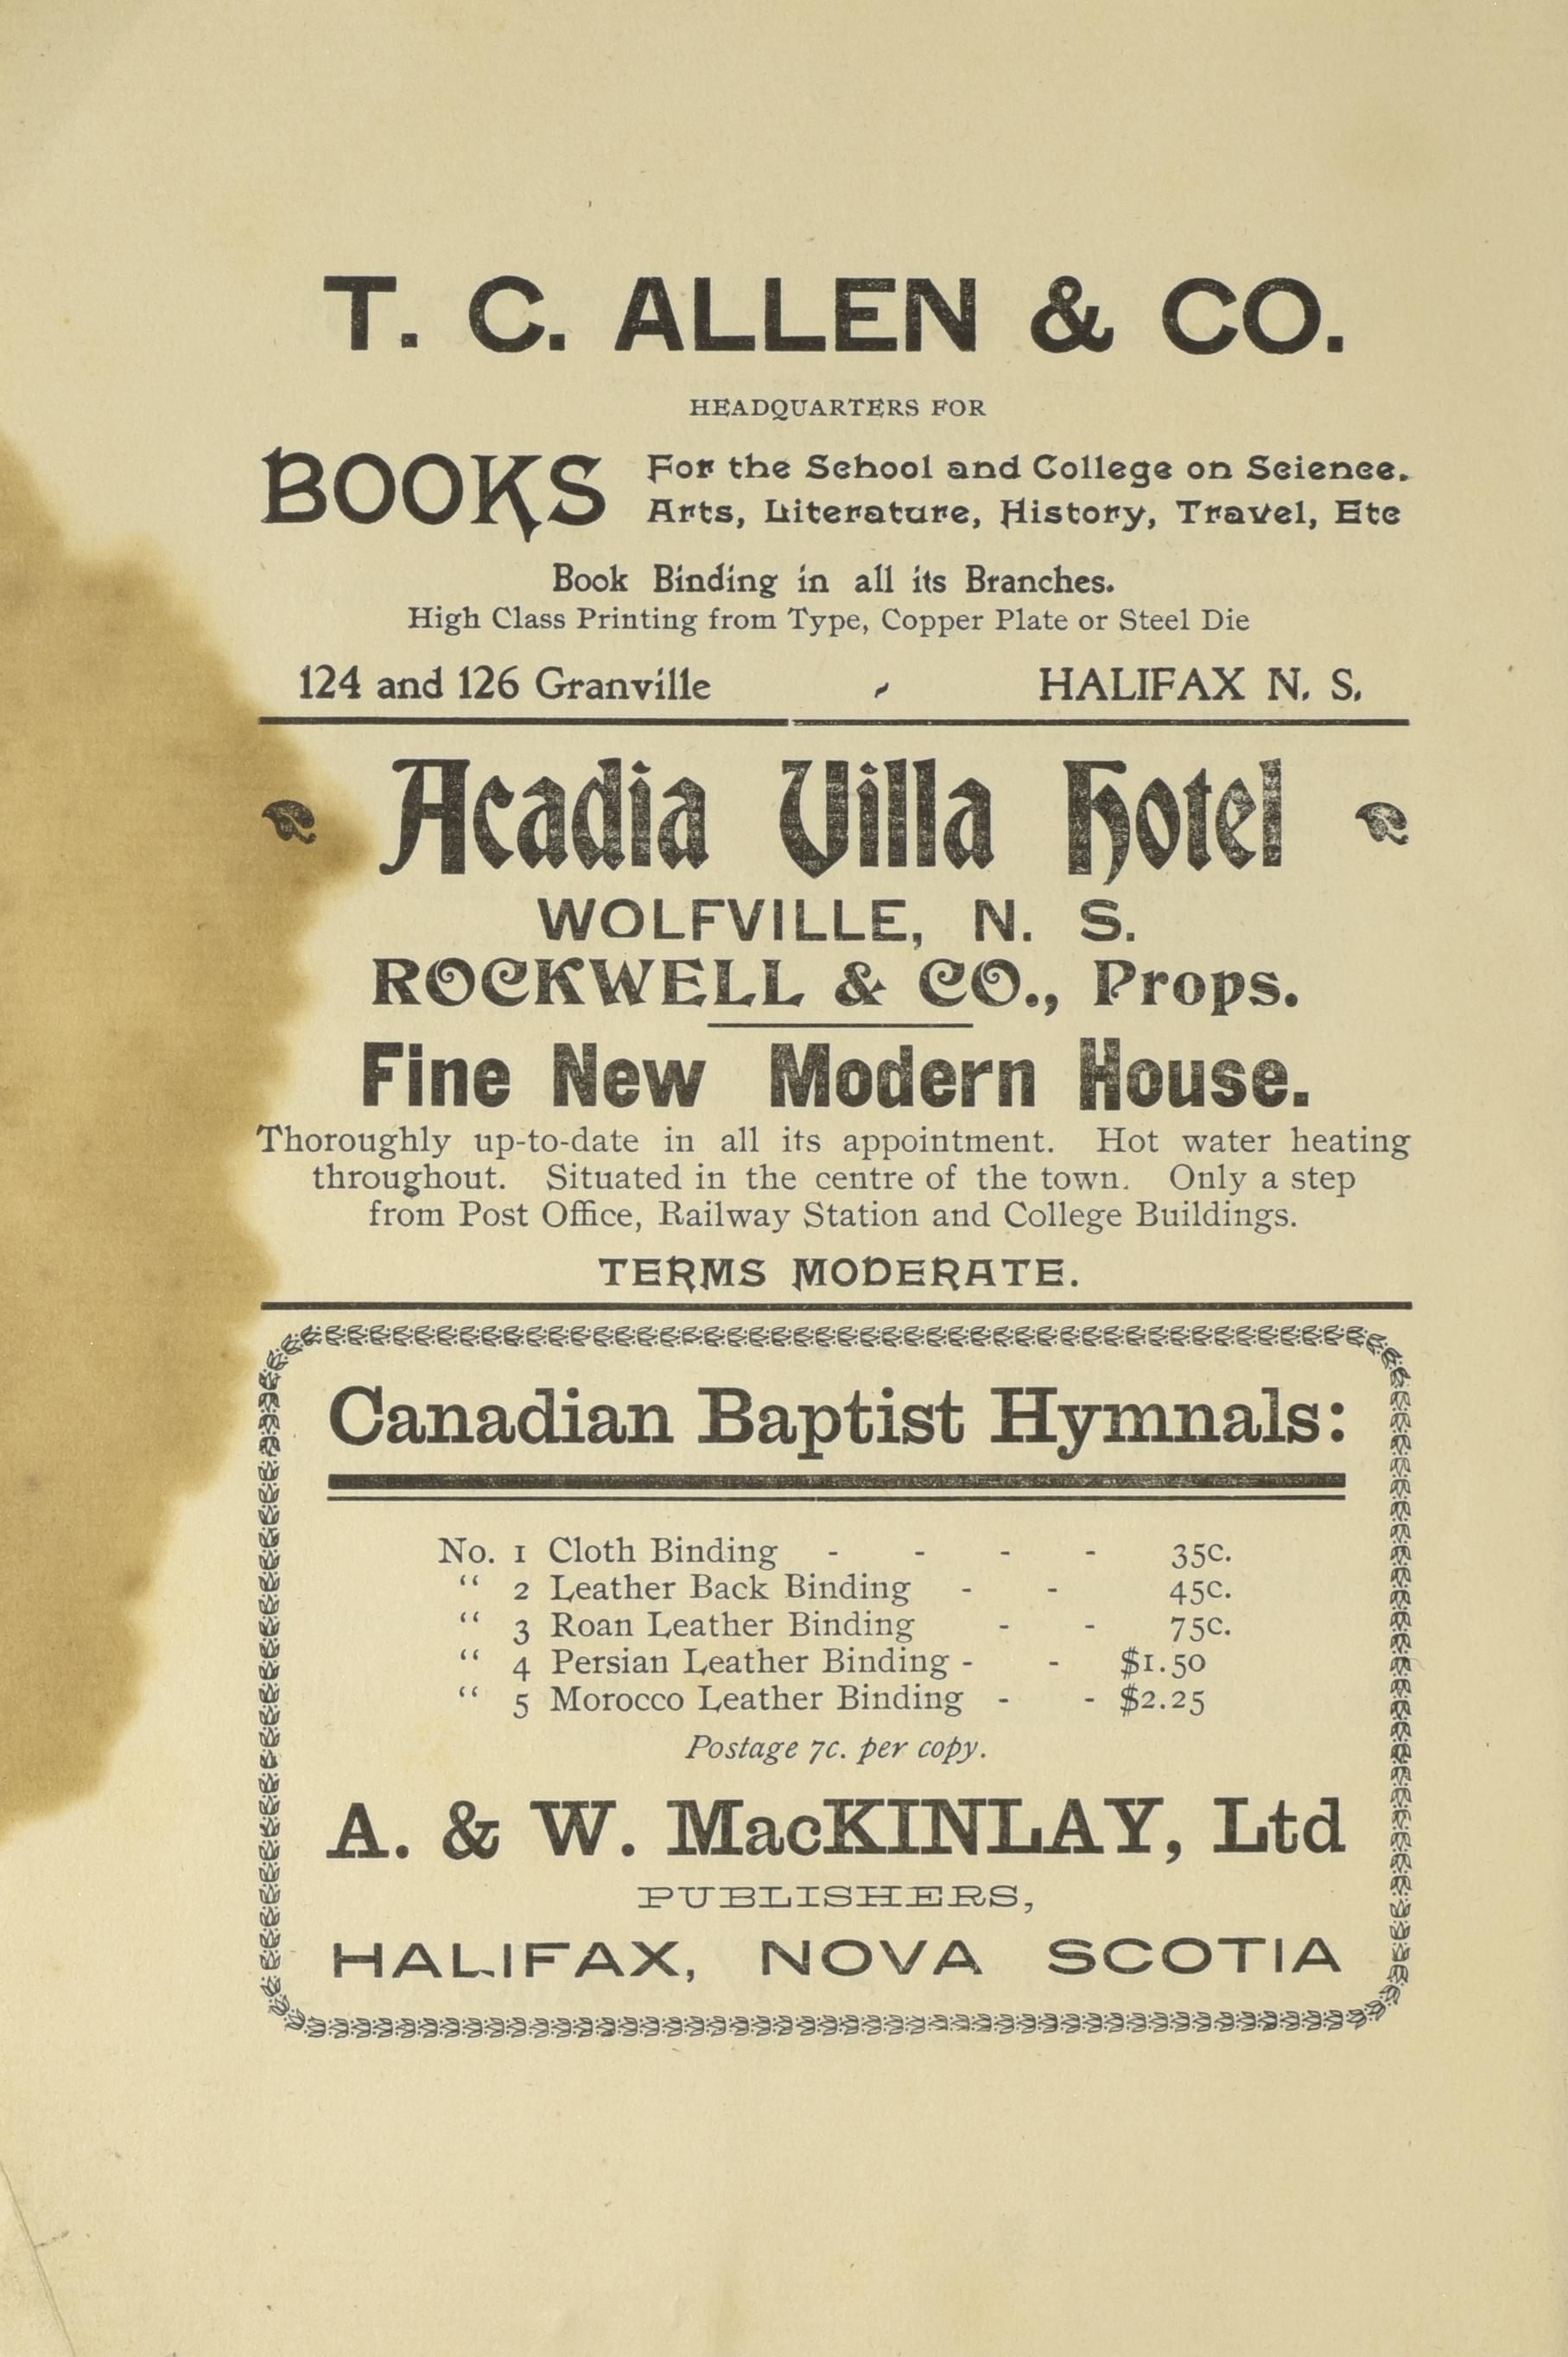 T. C. ALLEN & CO.
HEADQUARTERS FOR
BOOKS For the School and College on Science.
Arts, Literature, History, Travel, Etc
Book Binding in all its Branches.
High Class Printing from Type, Copper Plate or Steel Die
124 and 126 Granville - HALIFAX N. S.
Acadia Villa Hotel
WOLFVILLE, N. S.
ROCKWELL & CO., Props.
Fine New Modern House.
Thoroughly up-to-date in all its appointment. Hot water heating
throughout. Situated in the centre of the town. Only a step
from Post Office, Railway Station and College Buildings.
TERMS MODERATE.
Canadian Baptist Hymnals:
No. 1 Cloth Binding - - - - 35c.
“ 2 Leather Back Binding - - 45c.
“ 3 Roan Leather Binding - - 75c.
“ 4 Persian Leather Binding - - $1.50
“ 5 Morocco Leather Binding - - $2.25
Postage 7c. per copy.
A. & W. MacKINLAY, Ltd
PUBLISHERS,
HALIFAX, NOVA SCOTIA